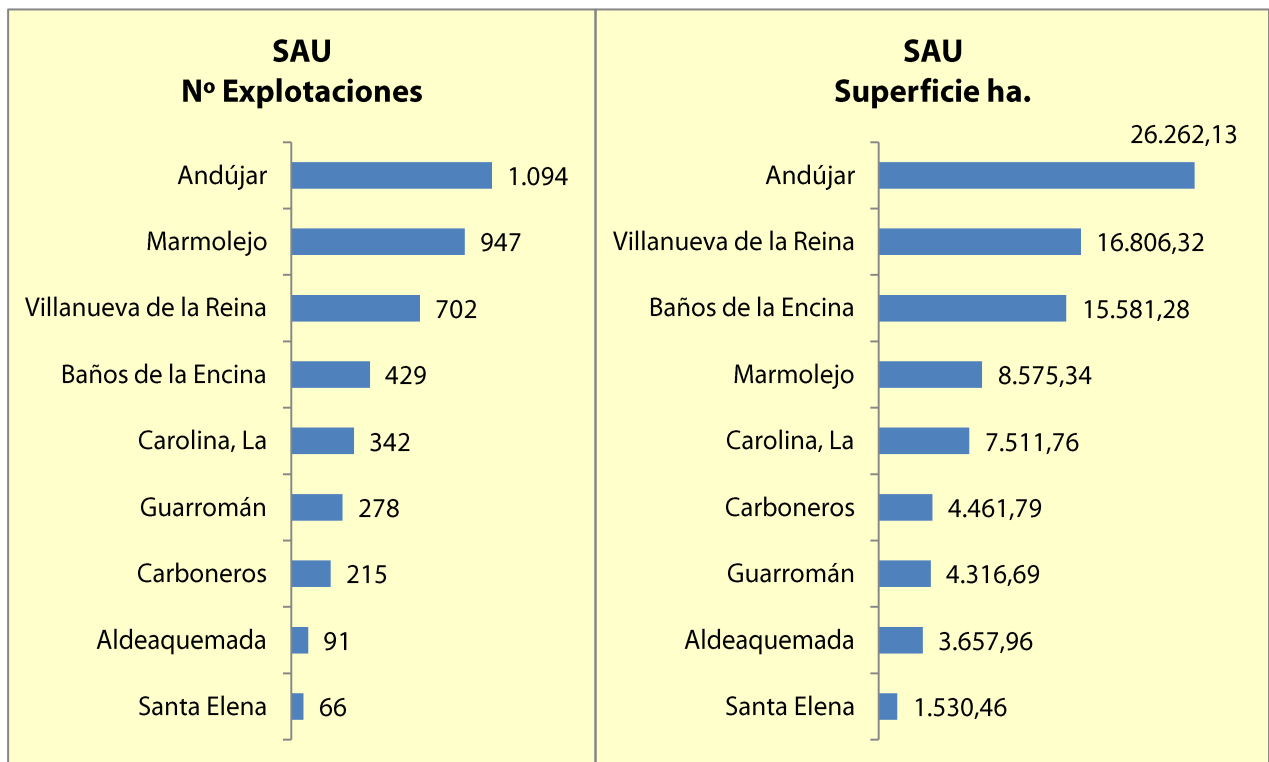 SAU
Nº Explotaciones
Andújar 1.094
Marmolejo 947
Villanueva de la Reina 702
Baños de la Encina 429
Carolina, La 342
Guarromán 278
Carboneros 215
Aldeaquemada 91
Santa Elena 66
SAU
Superficie ha.
Andújar 26.262,13
Villanueva de la Reina 16.806,32
Baños de la Encina 15.581,28
Marmolejo 8.575,34
Carolina, La 7.511,76
Carboneros 4.461,79
Guarromán 4.316,69
Aldeaquemada 3.657,96
Santa Elena 1.530,46